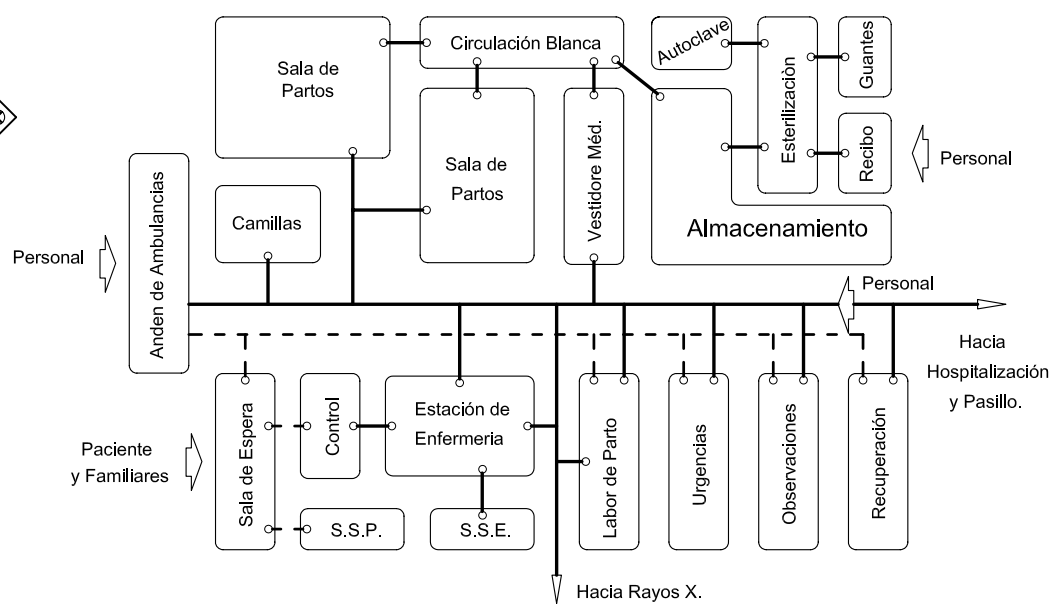 Sala de
Partos
Circulación Blanca
Autoclave
Esterilizaciòn
Guantes
Recibo
Personal
Sala de
Partos
Vestidore Méd.
Almacenamiento
Camillas
Personal
Anden de Ambulancias
Personal
Hacia
Hospitalización
y Pasillo.
Paciente
y Familiares
Sala de Espera
Control
Estación de
Enfermeria
S.S.P.
S.S.E.
Labor de Parto
Urgencias
Observaciones
Recuperación
Hacia Rayos X.